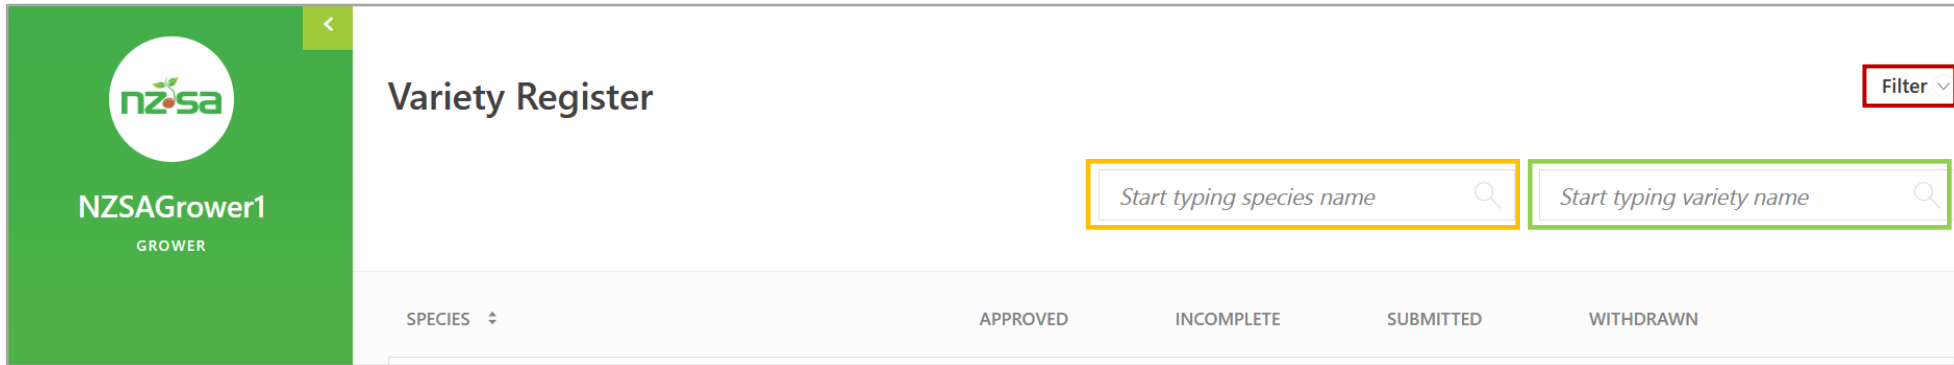 nzsa
NZSAGrower1
GROWER
Variety Register
Filter
Start typing species name
Start typing variety name
SPECIES APPROVED INCOMPLETE SUBMITTED WITHDRAWN